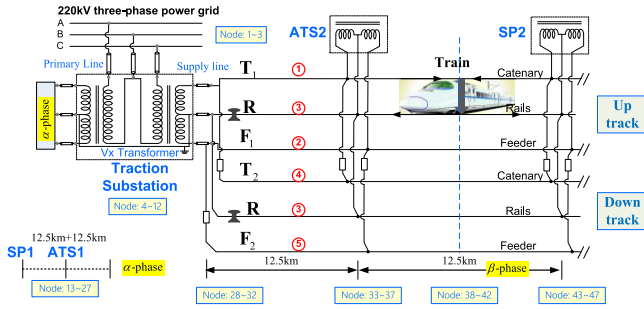 220kV three-phase power grid
A
B
C
Node: 1~3
ATS2
SP2
Primary Line
Supply line
T1
①
Train
Catenary
α-phase
R
③
Rails
Up track
Vx Transformer
F1
②
Feeder
Traction Substation
T2
④
Catenary
Node: 4~12
R
③
Rails
Down track
12.5km+12.5km
SP1
ATS1
α-phase
F2
⑤
Feeder
12.5km
12.5km
β-phase
Node: 13~27
Node: 28~32
Node: 33~37
Node: 38~42
Node: 43~47